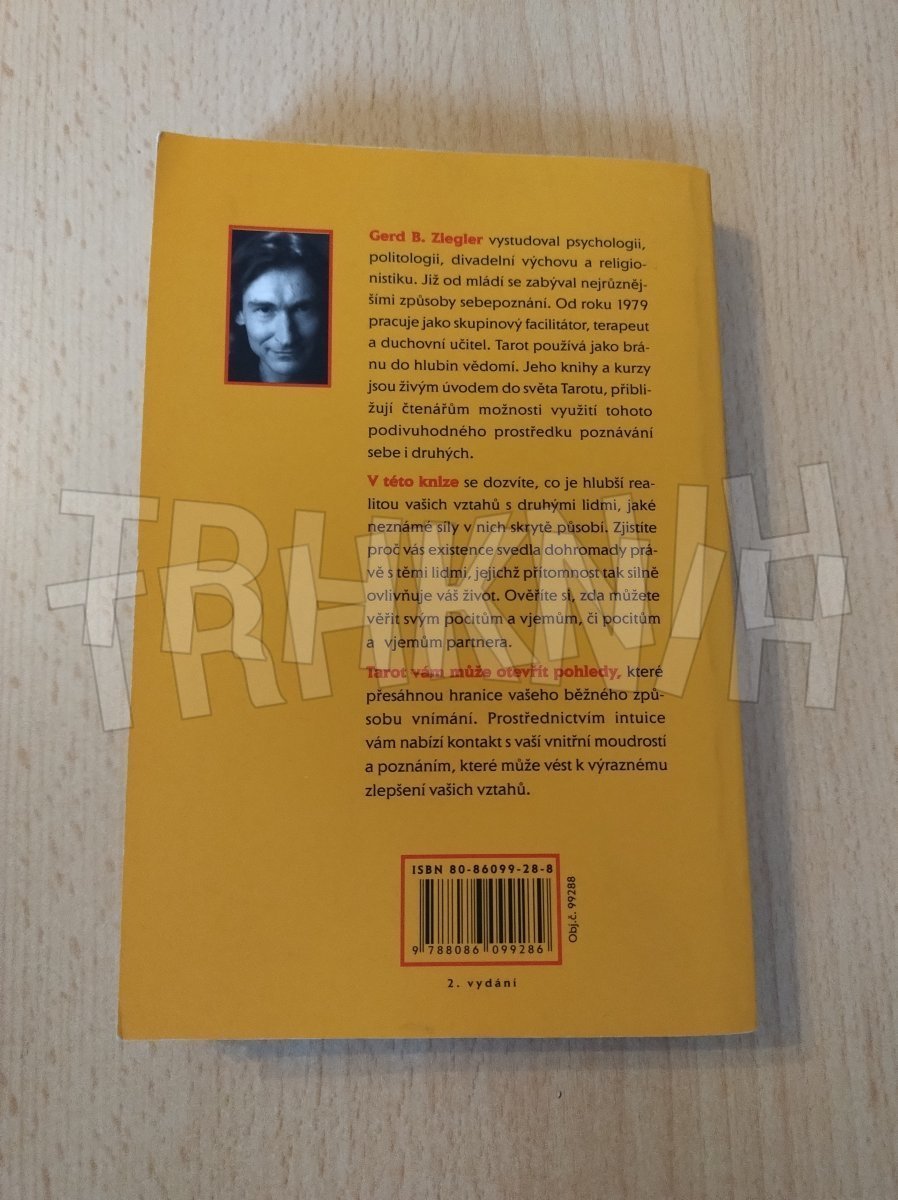 Gerd B. Ziegler vystudoval psychologii,
politologii, divadelní výchovu a religio-
nistiku. Již od mládí se zabýval nejrůzněj-
šími způsoby sebepoznání. Od roku 1979
pracuje jako skupinový facilitátor, terapeut
a duchovní učitel. Tarot používá jako brá-
nu do hlubin vědomí. Jeho knihy a kurzy
jsou živým úvodem do světa Tarotu, přibli-
žují čtenářům možnosti využití tohoto
podivuhodného prostředku poznávání
sebe i druhých.
V této knize se dozvíte, co je hlubší rea-
litou vašich vztahů s druhými lidmi, jaké
neznámé síly v nich skrytě působí. Zjistíte
proč vás existence svedla dohromady prá-
vě s těmi lidmi, jejichž přítomnost tak silně
ovlivňuje váš život. Ověříte si, zda můžete
věřit svým pocitům a vjemům, či pocitům
a vjemům partnera.
Tarot vám může otevřít pohledy, které
přesáhnou hranice vašeho běžného způ-
sobu vnímání. Prostřednictvím intuice
vám nabízí kontakt s vaší vnitřní moudrostí
a poznáním, které může vést k výraznému
zlepšení vašich vztahů.
TRHKNIH
TRHKNIH
ISBN 80-86099-28-8
9 788086 099286
Obj.č. 99288
2. vydání